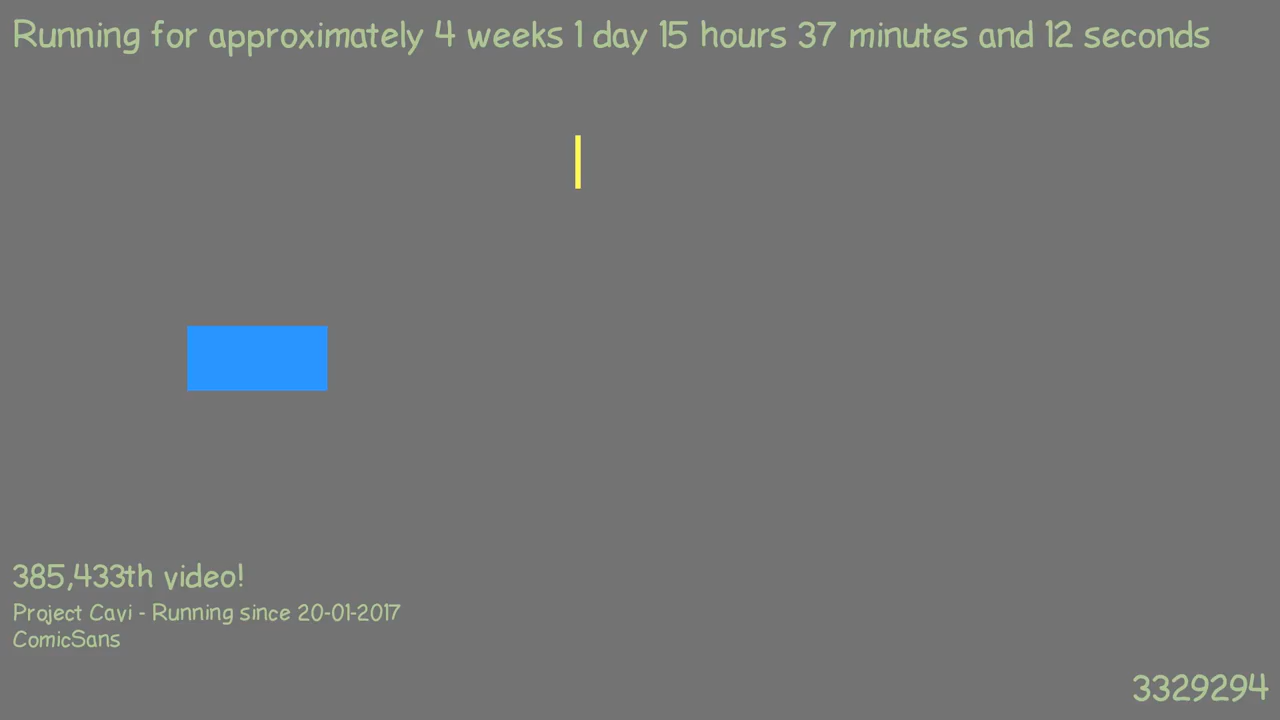 Running for approximately 4 weeks 1 day 15 hours 37 minutes and 12 seconds
385,433th video!
Project Cavi - Running since 20-01-2017
ComicSans
3329294